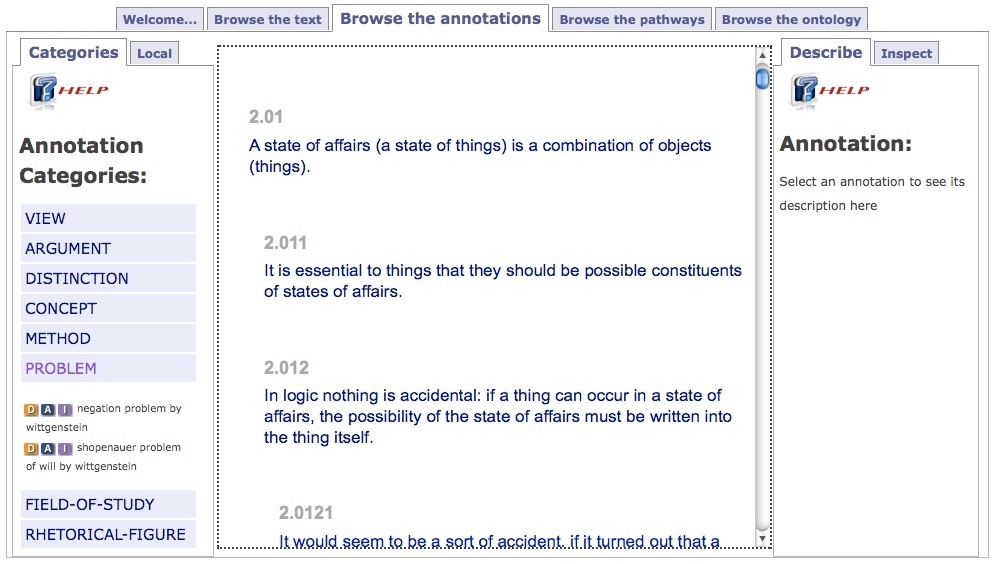 Welcome... Browse the text Browse the annotations Browse the pathways Browse the ontology
Categories Local
HELP
Annotation
Categories:
VIEW
ARGUMENT
DISTINCTION
CONCEPT
METHOD
PROBLEM
D A I negation problem by
wittgenstein
D A I shopenauer problem
of will by wittgenstein
FIELD-OF-STUDY
RHETORICAL-FIGURE
2.01
A state of affairs (a state of things) is a combination of objects
(things).
2.011
It is essential to things that they should be possible constituents
of states of affairs.
2.012
In logic nothing is accidental: if a thing can occur in a state of
affairs, the possibility of the state of affairs must be written into
the thing itself.
2.0121
It would seem to be a sort of accident, if it turned out that a
Describe Inspect
? HELP
Annotation:
Select an annotation to see its
description here